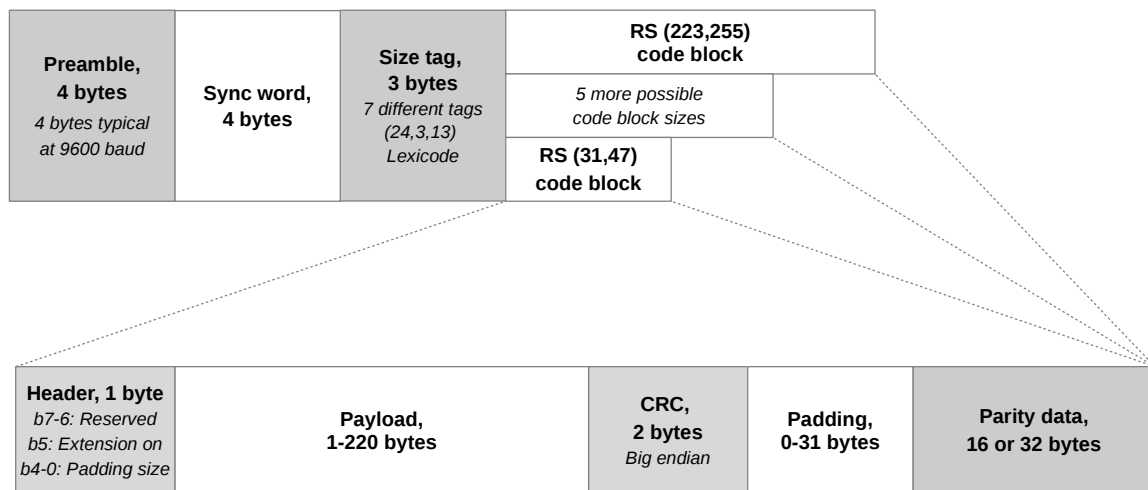 Preamble,
4 bytes
4 bytes typical
at 9600 baud
Sync word,
4 bytes
Size tag,
3 bytes
7 different tags
(24,3,13)
Lexicode
RS (223,255)
code block
5 more possible
code block sizes
RS (31,47)
code block
Header, 1 byte
b7-6: Reserved
b5: Extension on
b4-0: Padding size
Payload,
1-220 bytes
CRC,
2 bytes
Big endian
Padding,
0-31 bytes
Parity data,
16 or 32 bytes